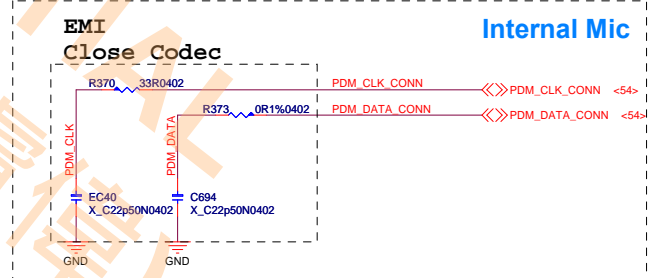 EMI
Internal Mic
Close Codec
R370 33R0402 PDM_CLK_CONN PDM_CLK_CONN <54>
R373 0R1%0402 PDM_DATA_CONN PDM_DATA_CONN <54>
PDM_CLK
PDM_DATA
EC40 C694
X_C22p50N0402 X_C22p50N0402
GND GND